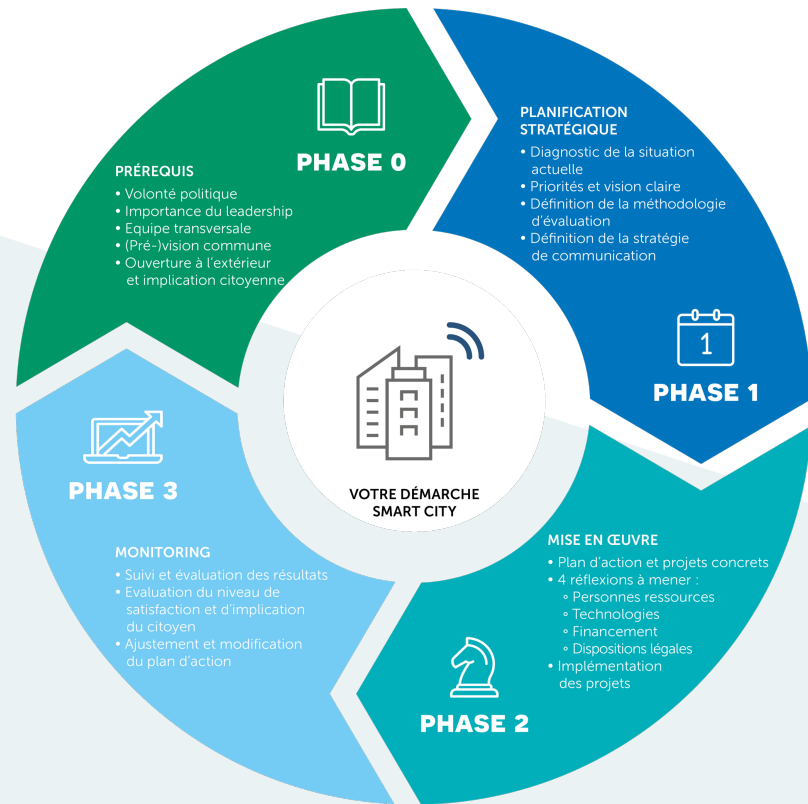 PHASE 0
PRÉREQUIS
• Volonté politique
• Importance du leadership
• Equipe transversale
• (Pré-)vision commune
• Ouverture à l'extérieur
et implication citoyenne
PLANIFICATION
STRATÉGIQUE
• Diagnostic de la situation
actuelle
• Priorités et vision claire
• Définition de la méthodologie
d'évaluation
• Définition de la stratégie
de communication
1
PHASE 1
MISE EN ŒUVRE
• Plan d'action et projets concrets
• 4 réflexions à mener :
° Personnes ressources
° Technologies
° Financement
° Dispositions légales
• Implémentation
des projets
PHASE 2
PHASE 3
MONITORING
• Suivi et évaluation des résultats
• Evaluation du niveau de
satisfaction et d'implication
du citoyen
• Ajustement et modification
du plan d'action
VOTRE DÉMARCHE
SMART CITY